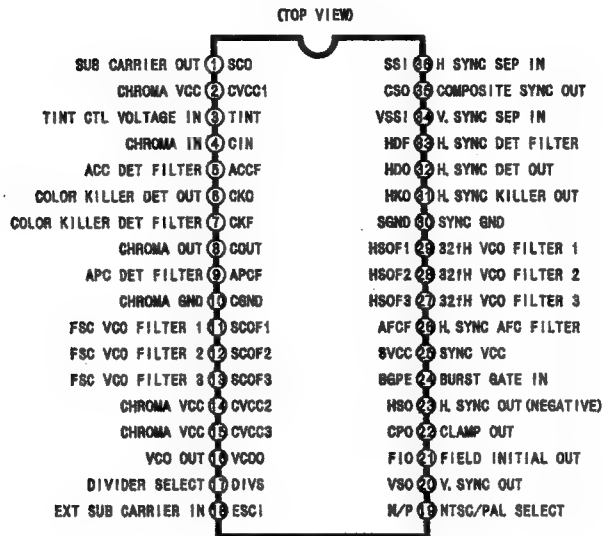 (TOP VIEW)
SUB CARRIER OUT 1 SCO
CHROMA VCC 2 CVCC1
TINT CTL VOLTAGE IN 3 TINT
CHROMA IN 4 CIN
ACC DET FILTER 5 ACCF
COLOR KILLER DET OUT 6 CKO
COLOR KILLER DET FILTER 7 CKF
CHROMA OUT 8 COUT
APC DET FILTER 9 APCF
CHROMA GND 10 CGND
FSC VCO FILTER 1 11 SCOF1
FSC VCO FILTER 2 12 SCOF2
FSC VCO FILTER 3 13 SCOF3
CHROMA VCC 14 CVCC2
CHROMA VCC 15 CVCC3
VCO OUT 16 VCOO
DIVIDER SELECT 17 DIVS
EXT SUB CARRIER IN 18 ESCI
SSI 36 H SYNC SEP IN
CSO 35 COMPOSITE SYNC OUT
VSSI 34 V. SYNC SEP IN
HDF 33 H. SYNC DET FILTER
HDO 32 H. SYNC DET OUT
HKO 31 H. SYNC KILLER OUT
SGND 30 SYNC GND
HSOF1 29 32fH VCO FILTER 1
HSOF2 28 32fH VCO FILTER 2
HSOF3 27 32fH VCO FILTER 3
AFCF 26 H. SYNC AFC FILTER
SVCC 25 SYNC VCC
BGPE 24 BURST GATE IN
HSO 23 H. SYNC OUT (NEGATIVE)
CPO 22 CLAMP OUT
FIO 21 FIELD INITIAL OUT
VSO 20 V. SYNC OUT
N/P 19 NTSC/PAL SELECT